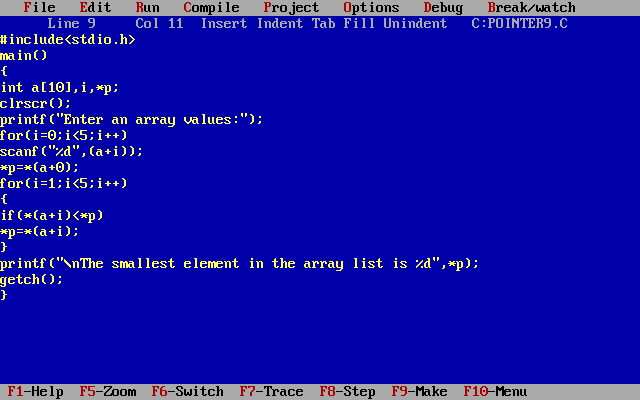 File Edit Run Compile Project Options Debug Break/watch
Line 9 Col 11 Insert Indent Tab Fill Unindent C:POINTER9.C
#include<stdio.h>
main()
{
int a[10],i,*p;
clrscr();
printf("Enter an array values:");
for(i=0;i<5;i++)
scanf("%d",(a+i));
*p=*(a+0);
for(i=1;i<5;i++)
{
if(*(a+i)<*p)
*p=*(a+i);
}
printf("\nThe smallest element in the array list is %d",*p);
getch();
}
F1-Help F5-Zoom F6-Switch F7-Trace F8-Step F9-Make F10-Menu